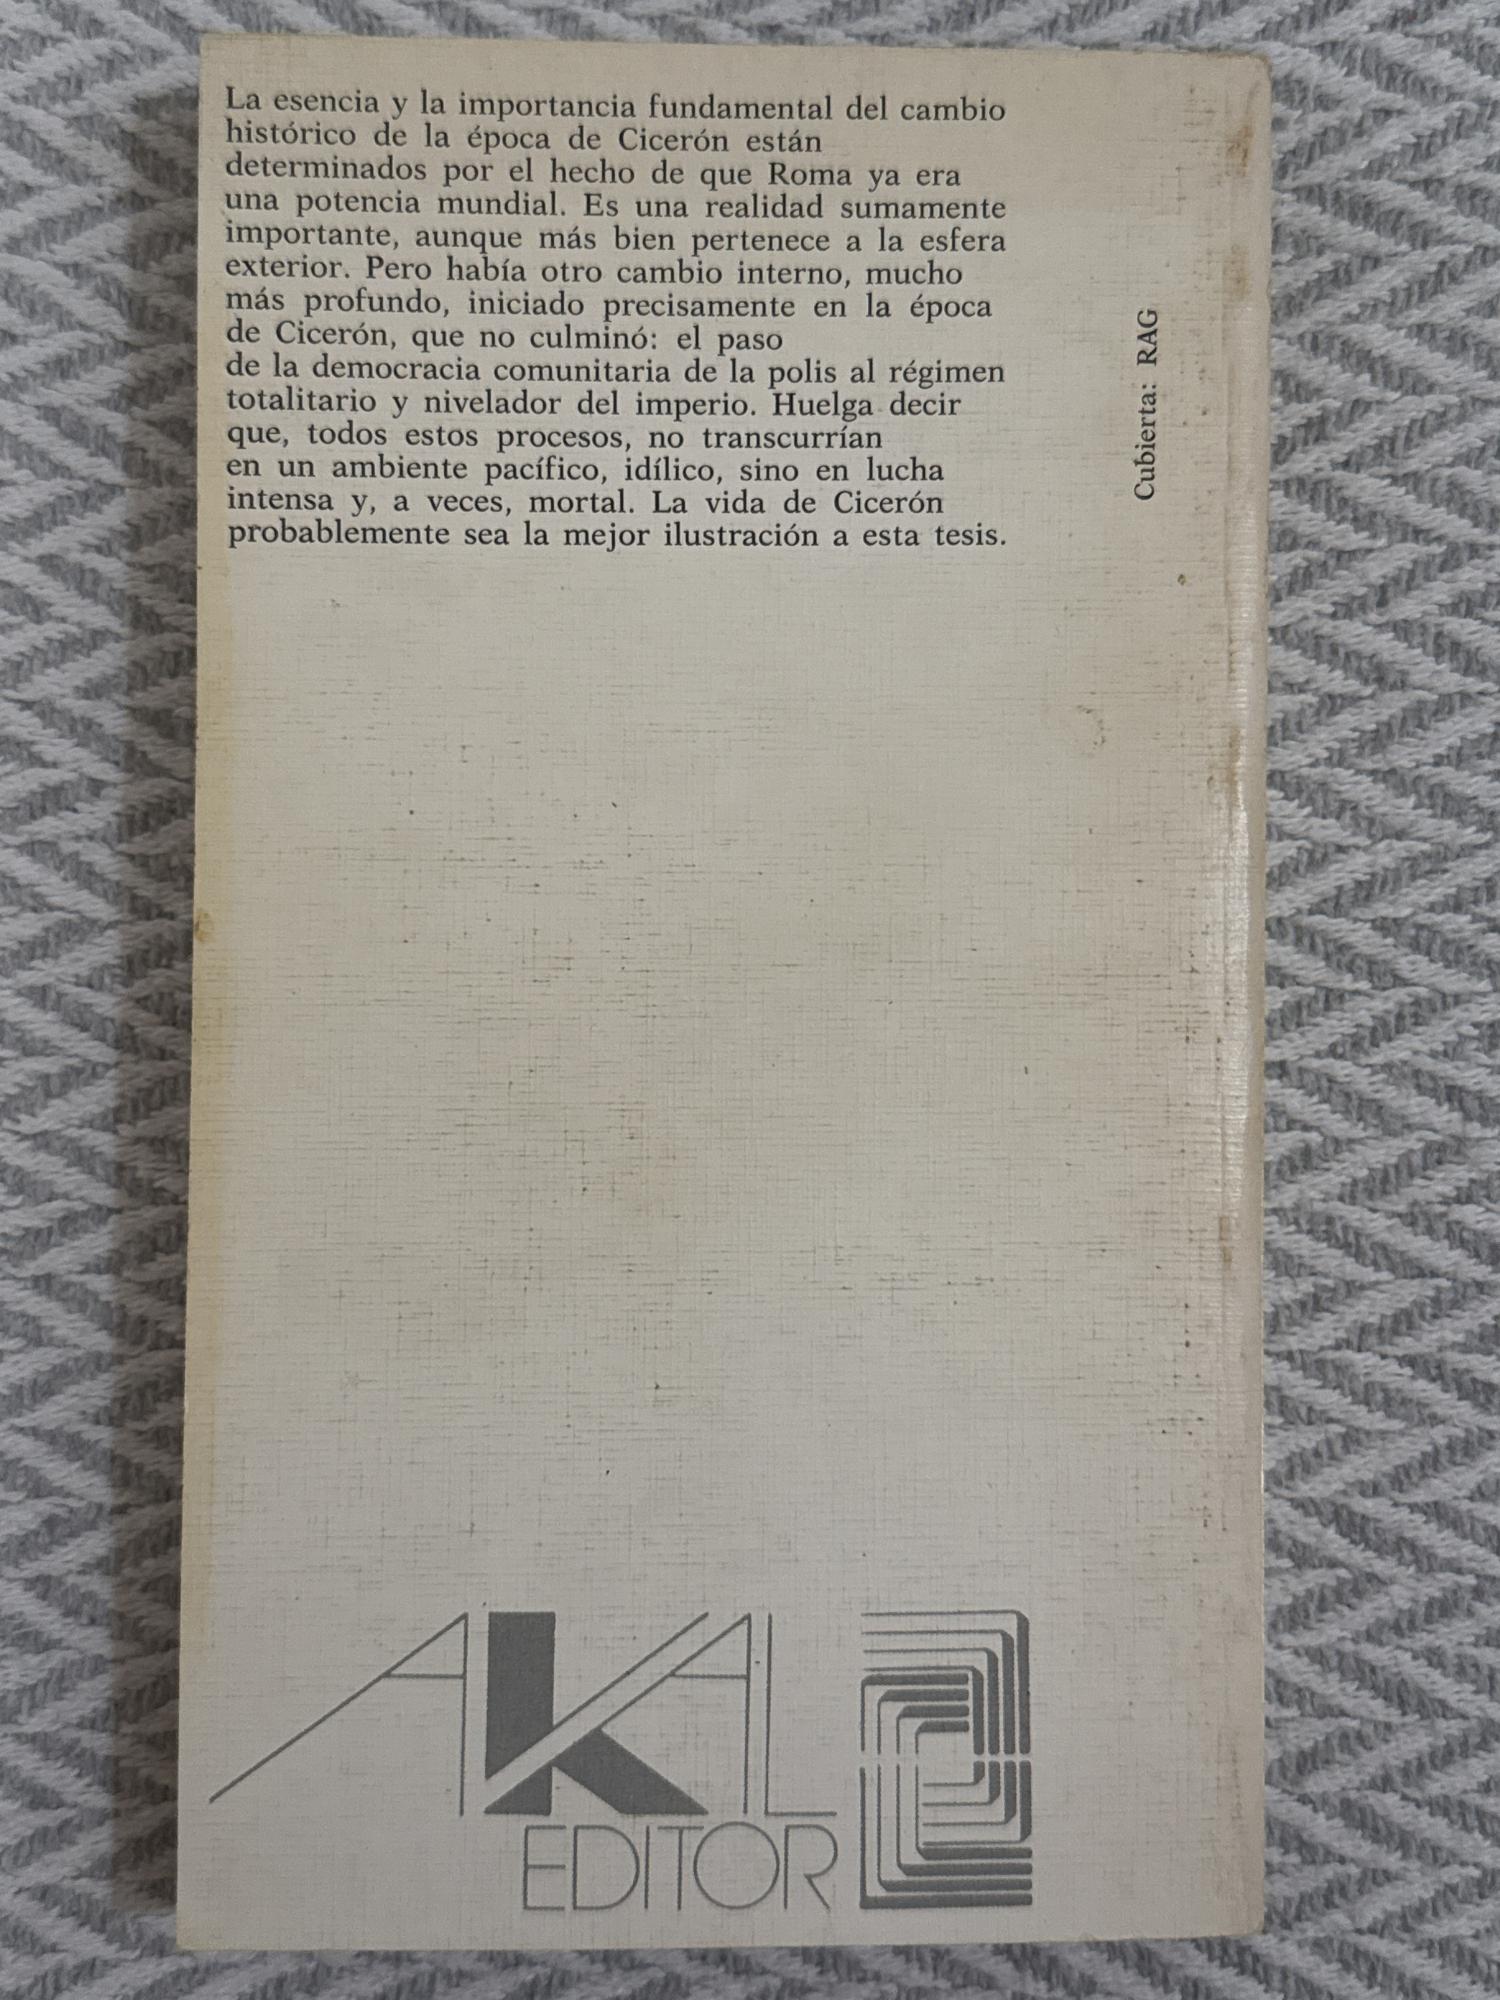 La esencia y la importancia fundamental del cambio
histórico de la época de Cicerón están
determinados por el hecho de que Roma ya era
una potencia mundial. Es una realidad sumamente
importante, aunque más bien pertenece a la esfera
exterior. Pero había otro cambio interno, mucho
más profundo, iniciado precisamente en la época
de Cicerón, que no culminó: el paso
de la democracia comunitaria de la polis al régimen
totalitario y nivelador del imperio. Huelga decir
que, todos estos procesos, no transcurrían
en un ambiente pacífico, idílico, sino en lucha
intensa y, a veces, mortal. La vida de Cicerón
probablemente sea la mejor ilustración a esta tesis.
Cubierta: RAG
AKAL
EDITOR